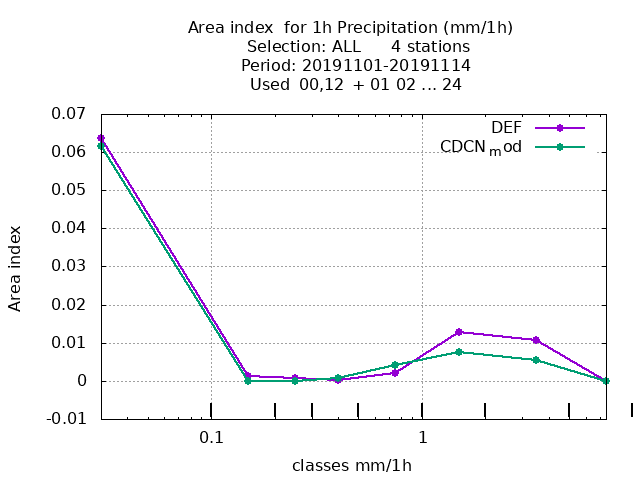 Area index  for 1h Precipitation (mm/1h)
Selection: ALL      4 stations
Period: 20191101-20191114
Used  00,12  + 01 02 ... 24
0.07
0.06
0.05
0.04
0.03
0.02
0.01
0
-0.01
Area index
DEF
CDCNmod
0.1
1
classes mm/1h